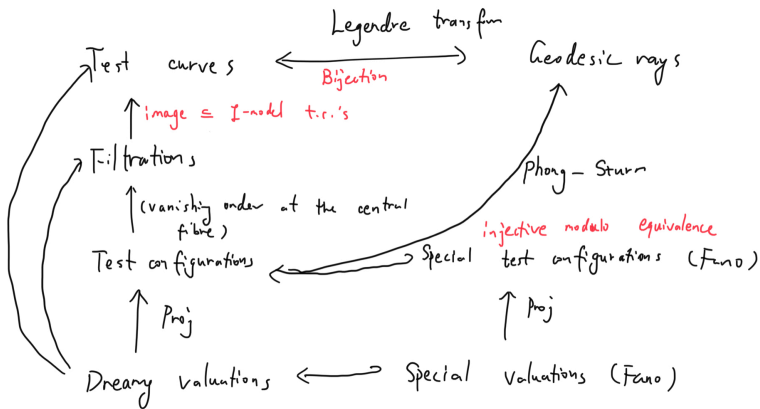 Legendre transfm
Test curves
Geodesic rays
Bijection
image = I-model t.c.'s
Filtrations
Phong-Sturm
(vanishing order at the central
fibre)
injective modulo equivalence
Test configurations
Special test configurations (Fano)
Proj
Proj
Dreamy valuations
Special valuations (Fano)